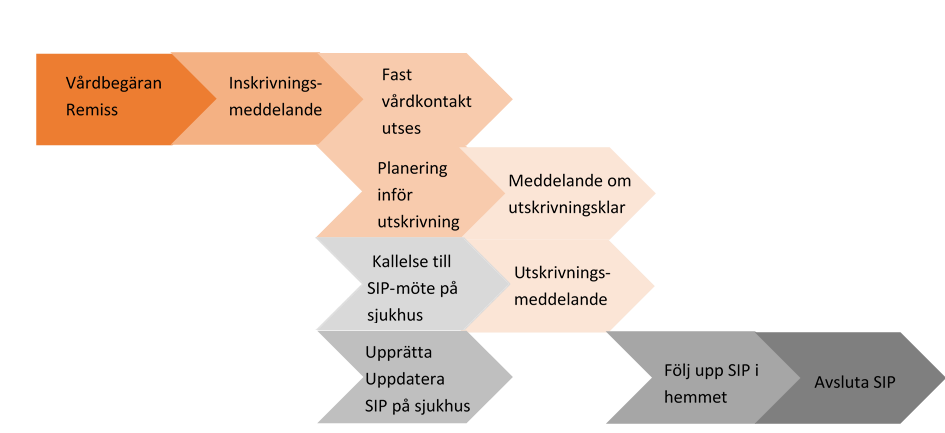 Vårdbegäran
Remiss
Inskrivnings-
meddelande
Fast
vårdkontakt
utses
Planering
inför
utskrivning
Meddelande om
utskrivningsklar
Kallelse till
SIP-möte på
sjukhus
Utskrivnings-
meddelande
Upprätta
Uppdatera
SIP på sjukhus
Följ upp SIP i
hemmet
Avsluta SIP